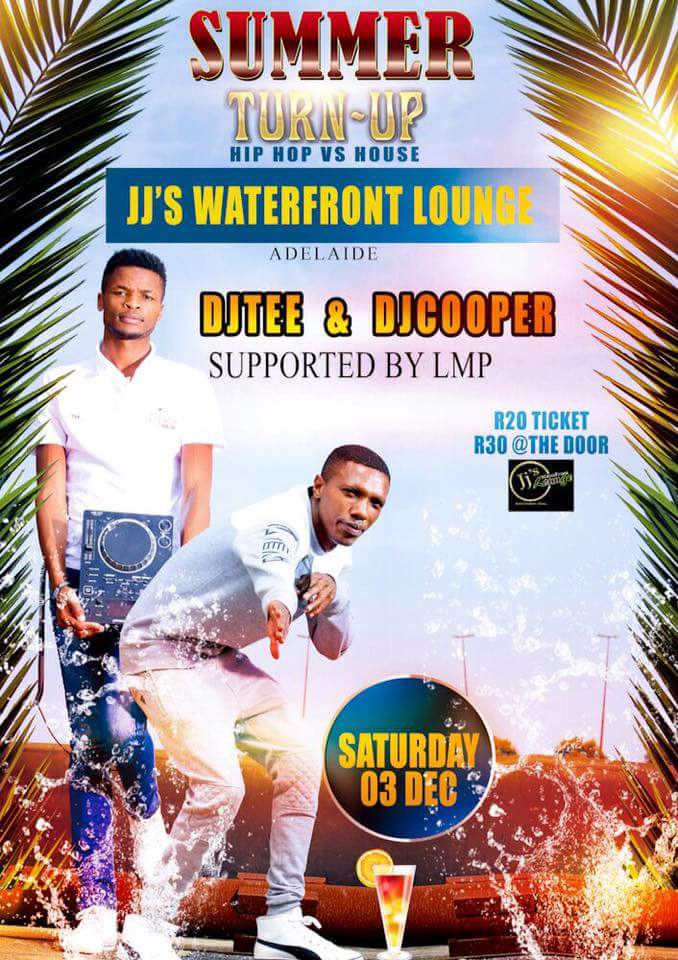 SUMMER
TURN-UP
HIP HOP VS HOUSE
JJ'S WATERFRONT LOUNGE
ADELAIDE
DJTEE & DJCOOPER
SUPPORTED BY LMP
R20 TICKET
R30 @THE DOOR
Jj's
Lounge
SATURDAY
03 DEC